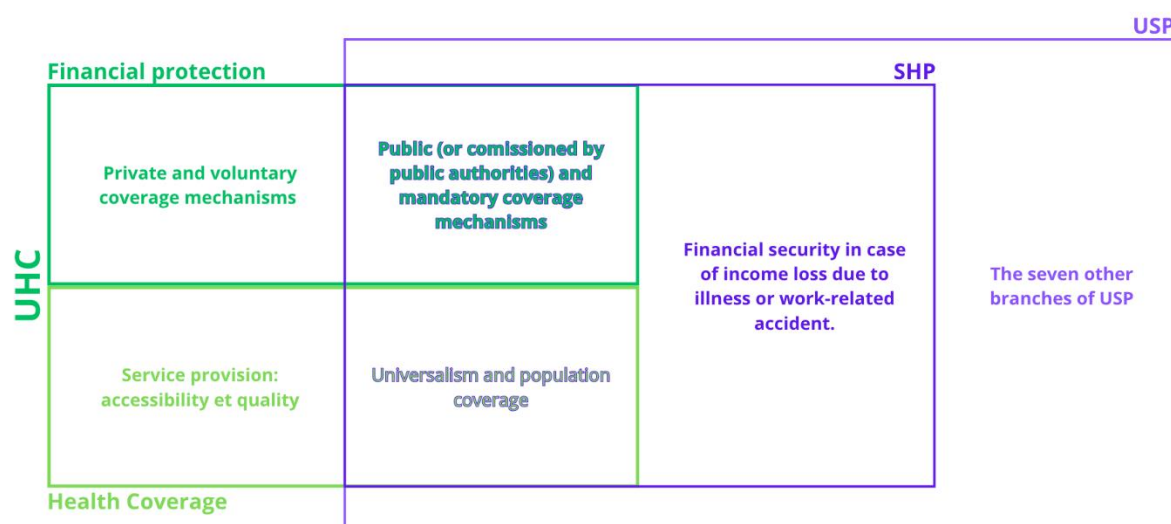 USP
Financial protection
SHP
Private and voluntary
coverage mechanisms
Public (or comissioned by
public authorities) and
mandatory coverage
mechanisms
UHC
Financial security in case
of income loss due to
illness or work-related
accident.
The seven other
branches of USP
Service provision:
accessibility et quality
Universalism and population
coverage
Health Coverage